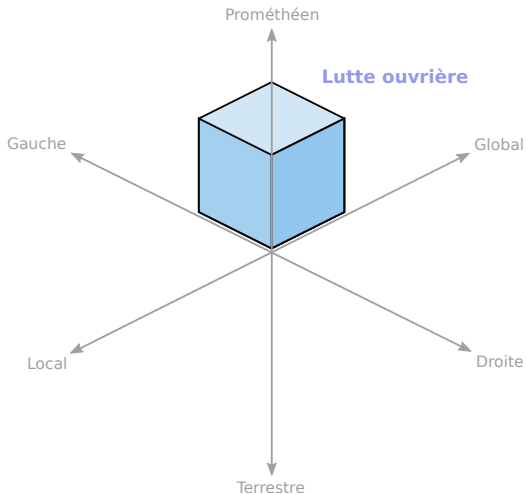 Prométhéen
Lutte ouvrière
Gauche
Global
Local
Droite
Terrestre